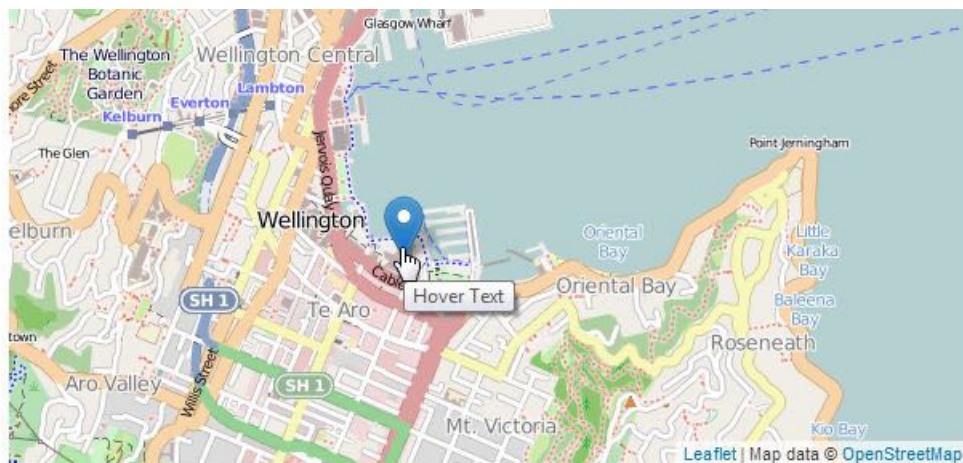 Glasgow Wharf
The Wellington
Botanic
Garden
Wellington Central
Lambton
Everton
Kelburn
The Glen
Jervois Quay
Point Jerningham
Wellington
elburn
Oriental
Bay
Little
Karaka
Bay
Cable
Hover Text
Oriental Bay
SH 1
Te Aro
Baleena
Bay
Roseneath
town
Aro Valley
Willis Street
SH 1
Mt. Victoria
Kio Bay
Leaflet | Map data © OpenStreetMap